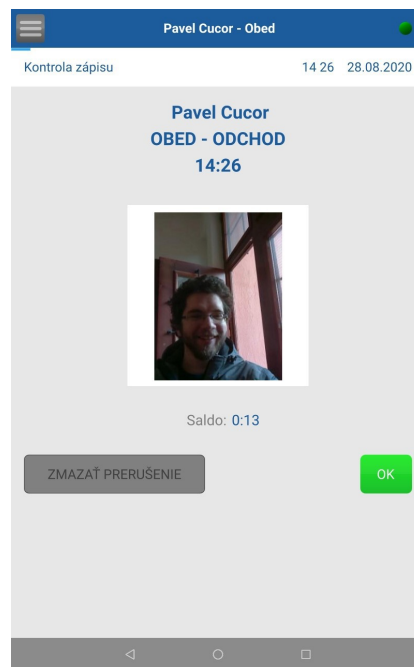 Pavel Cucor - Obed
Kontrola zápisu 14 26 28.08.2020
Pavel Cucor
OBED - ODCHOD
14:26
Saldo: 0:13
ZMAZAŤ PRERUŠENIE OK